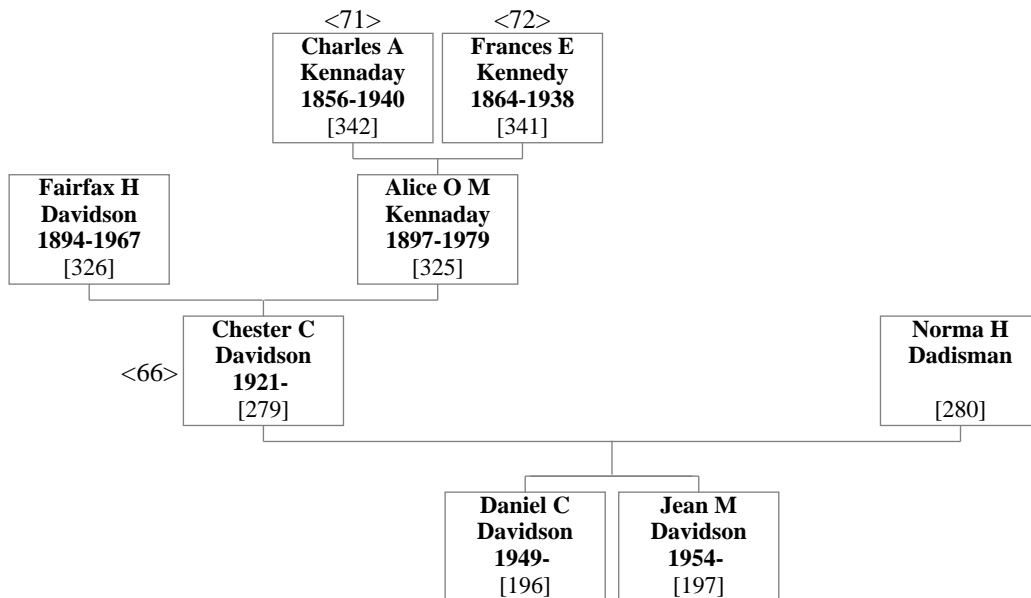 <71>
Charles A
Kennaday
1856-1940
[342]
<72>
Frances E
Kennedy
1864-1938
[341]
Fairfax H
Davidson
1894-1967
[326]
Alice O M
Kennaday
1897-1979
[325]
<66>
Chester C
Davidson
1921-
[279]
Norma H
Dadisman
[280]
Daniel C
Davidson
1949-
[196]
Jean M
Davidson
1954-
[197]